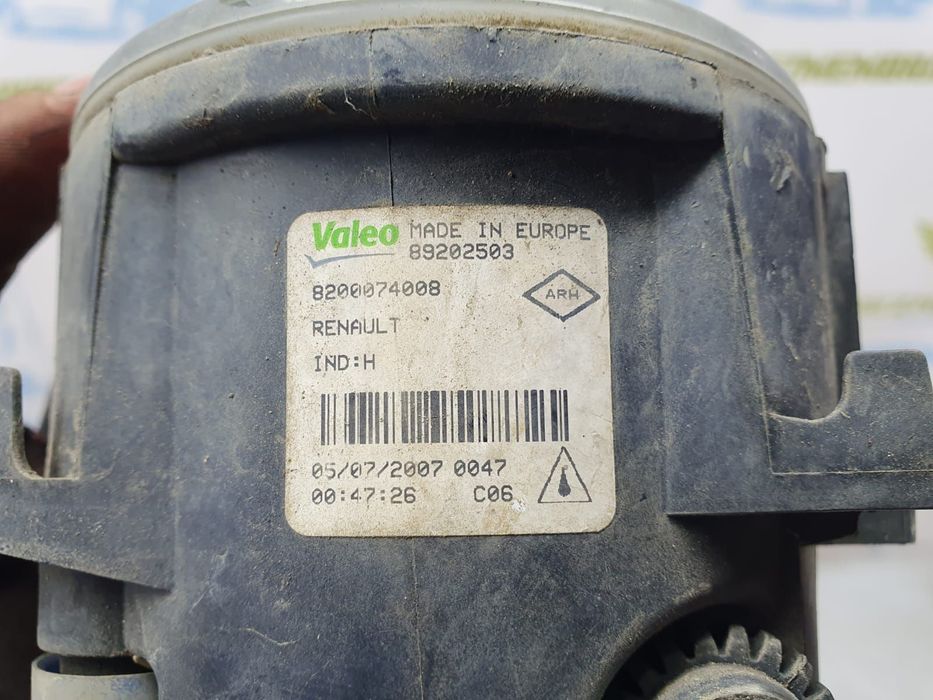 Valeo MADE IN EUROPE
89202503
8200074008
ARH
RENAULT
IND:H
05/07/2007 0047
00:47:26 C06